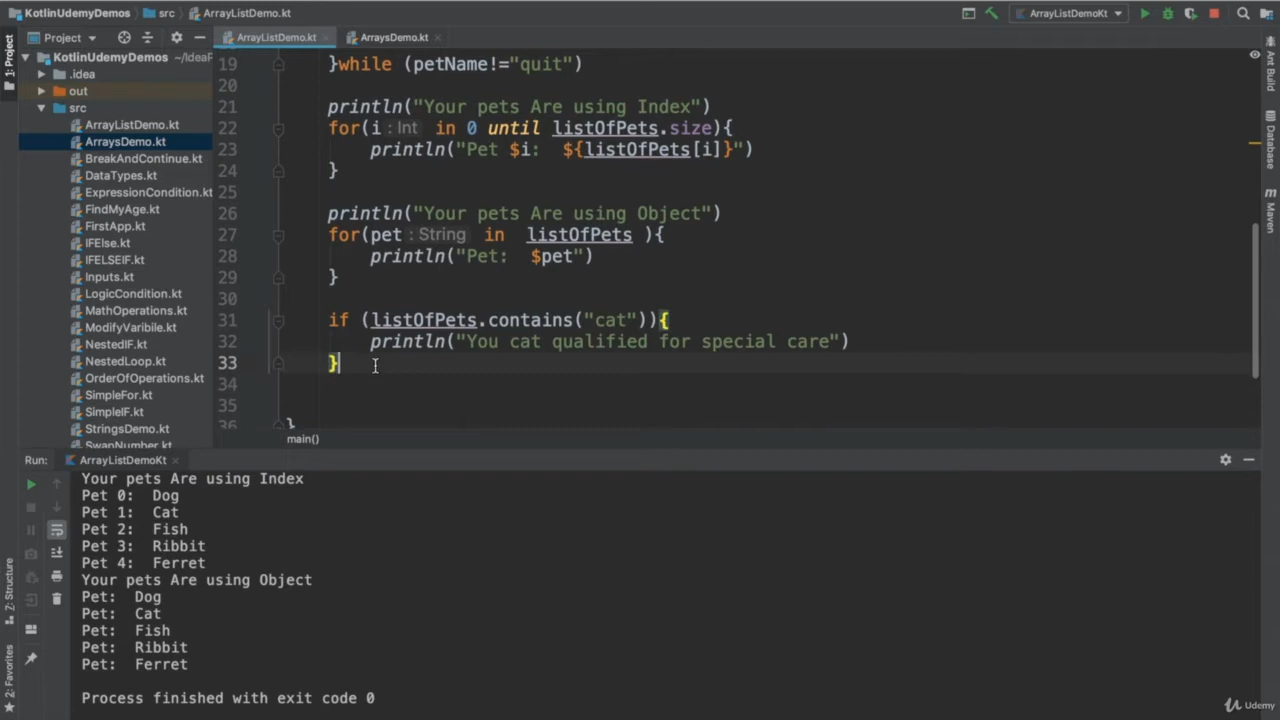 KotlinUdemyDemos src ArrayListDemo.kt ArrayListDemoKt
Project ArrayListDemo.kt ArraysDemo.kt
1: Project
KotlinUdemyDemos ~/IdeaP
.idea
out
src
ArrayListDemo.kt
ArraysDemo.kt
BreakAndContinue.kt
DataTypes.kt
ExpressionCondition.kt
FindMyAge.kt
FirstApp.kt
IFElse.kt
IFELSEIF.kt
Inputs.kt
LogicCondition.kt
MathOperations.kt
ModifyVaribile.kt
NestedIF.kt
NestedLoop.kt
OrderOfOperations.kt
SimpleFor.kt
SimpleIF.kt
StringsDemo.kt
SwapNumber.kt
19 }while (petName!="quit")
20
21 println("Your pets Are using Index")
22 for(i : Int in 0 until listOfPets.size){
23 println("Pet $i:  ${listOfPets[i]}")
24 }
25
26 println("Your pets Are using Object")
27 for(pet : String in  listOfPets ){
28 println("Pet:  $pet")
29 }
30
31 if (listOfPets.contains("cat")){
32 println("You cat qualified for special care")
33 }
34
35
36 }
main()
Ant Build
Database
m Maven
Run: ArrayListDemoKt
Your pets Are using Index
Pet 0:  Dog
Pet 1:  Cat
Pet 2:  Fish
Pet 3:  Ribbit
Pet 4:  Ferret
Your pets Are using Object
Pet:  Dog
Pet:  Cat
Pet:  Fish
Pet:  Ribbit
Pet:  Ferret
Process finished with exit code 0
Z: Structure
2: Favorites
Udemy